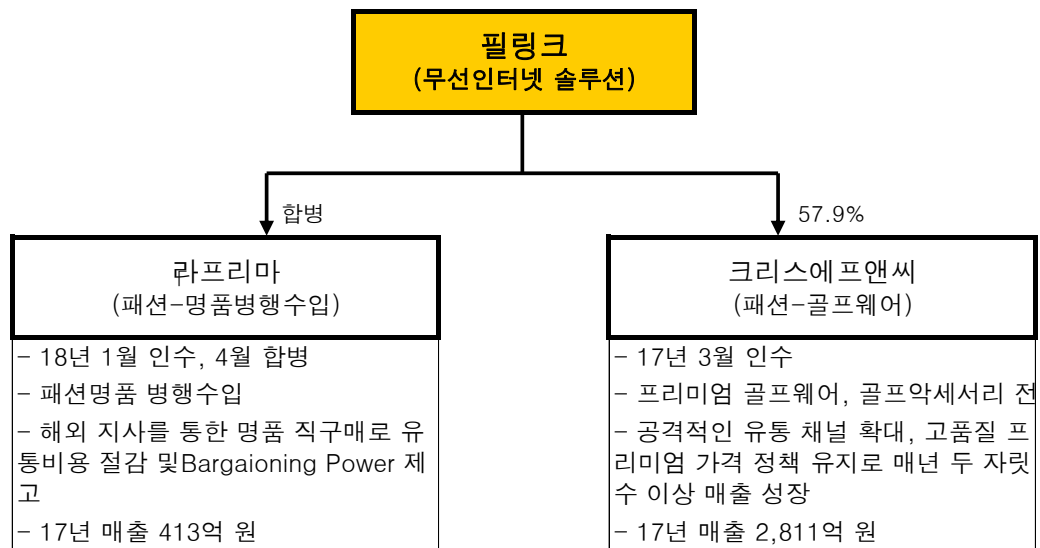 필링크
(무선인터넷 솔루션)
합병
57.9%
라프리마
(패션-명품병행수입)
- 18년 1월 인수, 4월 합병
- 패션명품 병행수입
- 해외 지사를 통한 명품 직구매로 유
통비용 절감 및Bargaioning Power 제
고
- 17년 매출 413억 원
크리스에프앤씨
(패션-골프웨어)
- 17년 3월 인수
- 프리미엄 골프웨어, 골프악세서리 전
- 공격적인 유통 채널 확대, 고품질 프
리미엄 가격 정책 유지로 매년 두 자릿
수 이상 매출 성장
- 17년 매출 2,811억 원